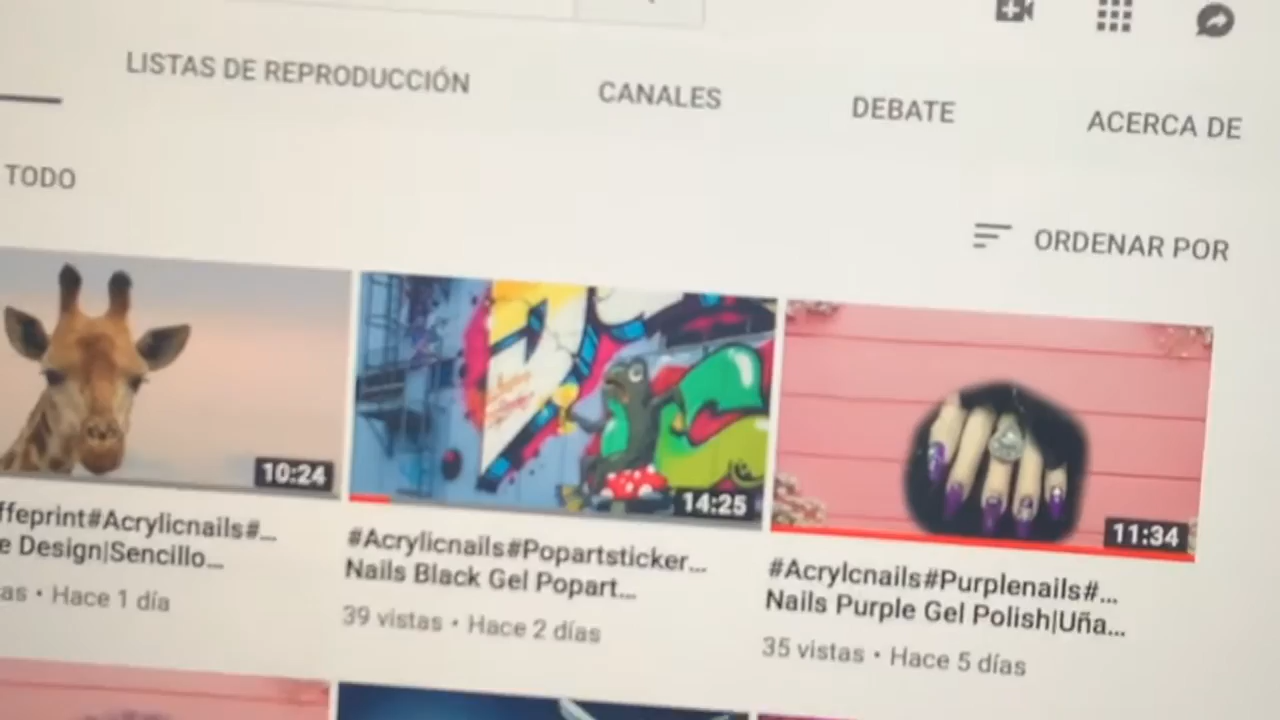 LISTAS DE REPRODUCCIÓN
CANALES
DEBATE
ACERCA DE
TODO
ORDENAR POR
10:24
14:25
11:34
ffeprint#Acrylicnails#...
e Design|Sencillo...
as • Hace 1 día
#Acrylicnails#Popartsticker...
Nails Black Gel Popart...
39 vistas • Hace 2 días
#Acrylcnails#Purplenails#...
Nails Purple Gel Polish|Uña...
35 vistas • Hace 5 días